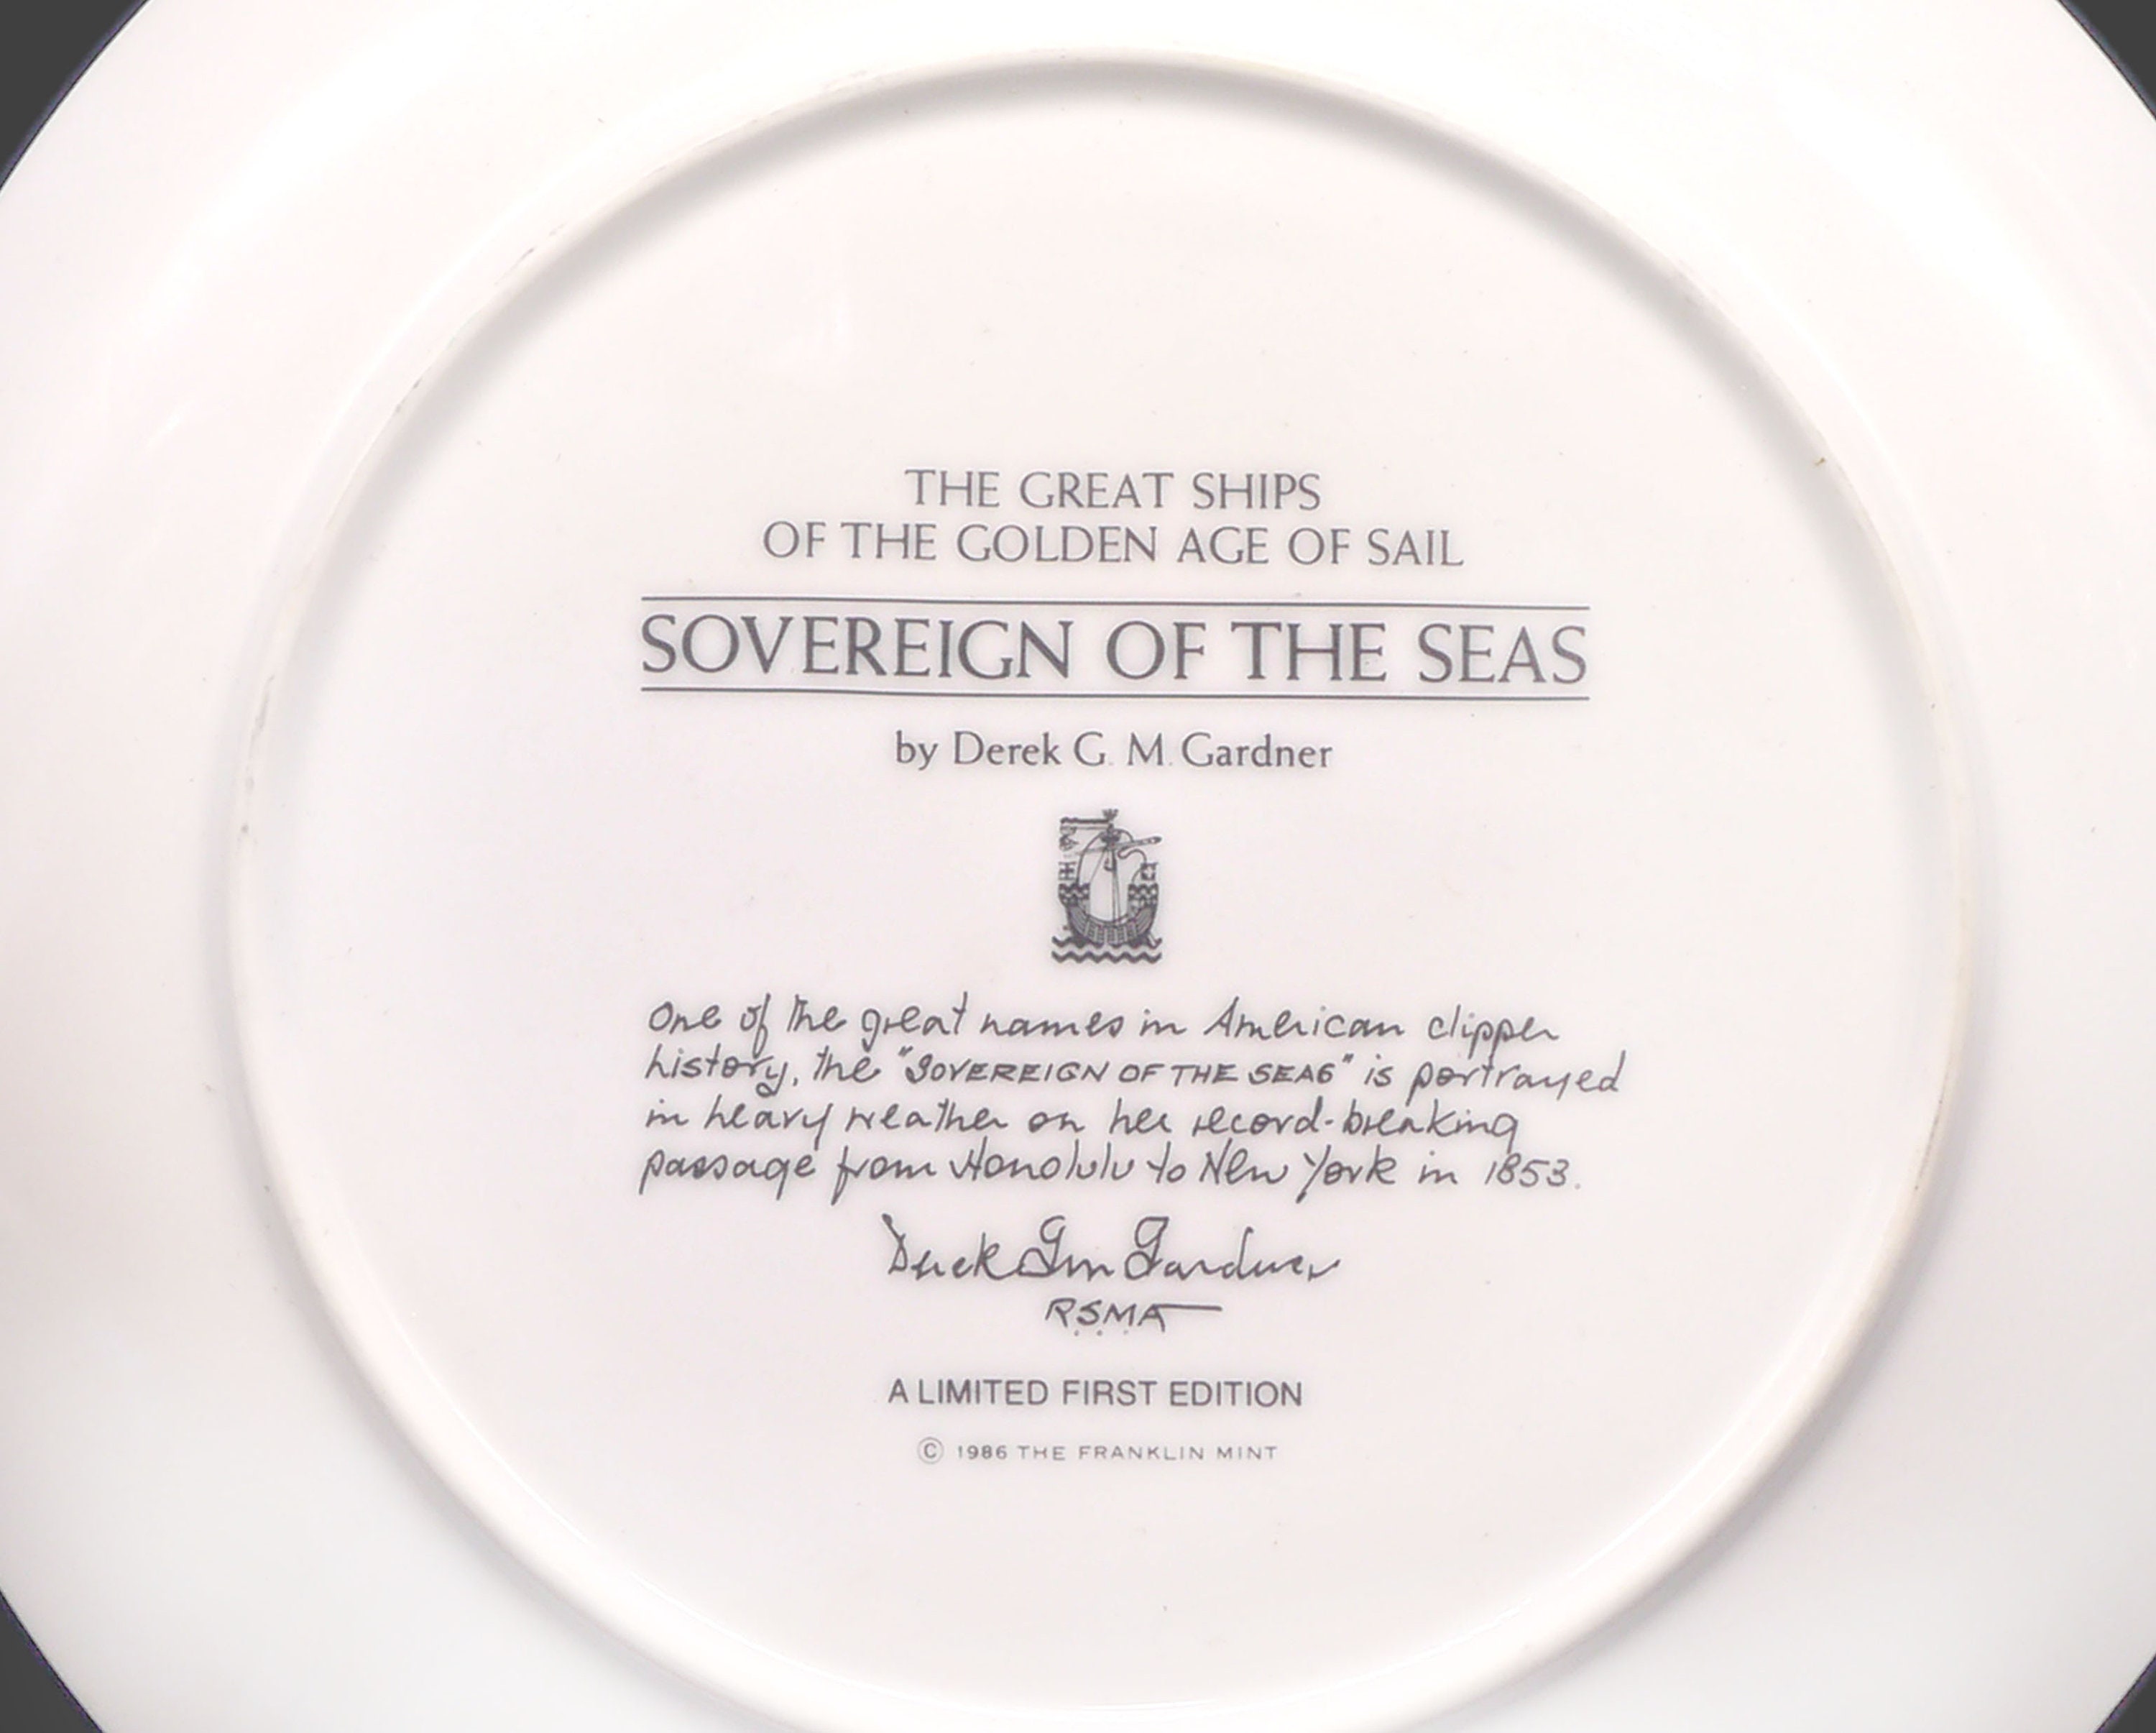 THE GREAT SHIPS
OF THE GOLDEN AGE OF SAIL
SOVEREIGN OF THE SEAS
by Derek G. M. Gardner
One of the great names in American clipper
history, the "SOVEREIGN OF THE SEAS" is portrayed
in heavy weather on her record-breaking
passage from Honolulu to New York in 1853.
Derek G M Gardner
R.S.M.A
A LIMITED FIRST EDITION
© 1986 THE FRANKLIN MINT